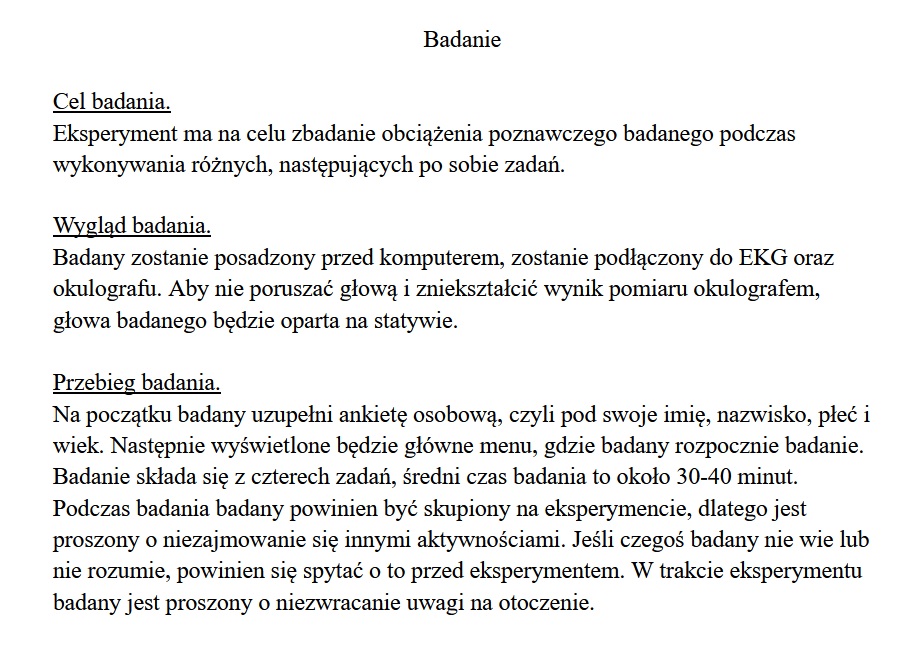 Badanie
Cel badania.
Eksperyment ma na celu zbadanie obciążenia poznawczego badanego podczas
wykonywania różnych, następujących po sobie zadań.
Wygląd badania.
Badany zostanie posadzony przed komputerem, zostanie podłączony do EKG oraz
okulografu. Aby nie poruszać głową i zniekształcić wynik pomiaru okulografem,
głowa badanego będzie oparta na statywie.
Przebieg badania.
Na początku badany uzupełni ankietę osobową, czyli pod swoje imię, nazwisko, płeć i
wiek. Następnie wyświetlone będzie główne menu, gdzie badany rozpocznie badanie.
Badanie składa się z czterech zadań, średni czas badania to około 30-40 minut.
Podczas badania badany powinien być skupiony na eksperymencie, dlatego jest
proszony o niezajmowanie się innymi aktywnościami. Jeśli czegoś badany nie wie lub
nie rozumie, powinien się spytać o to przed eksperymentem. W trakcie eksperymentu
badany jest proszony o niezwracanie uwagi na otoczenie.